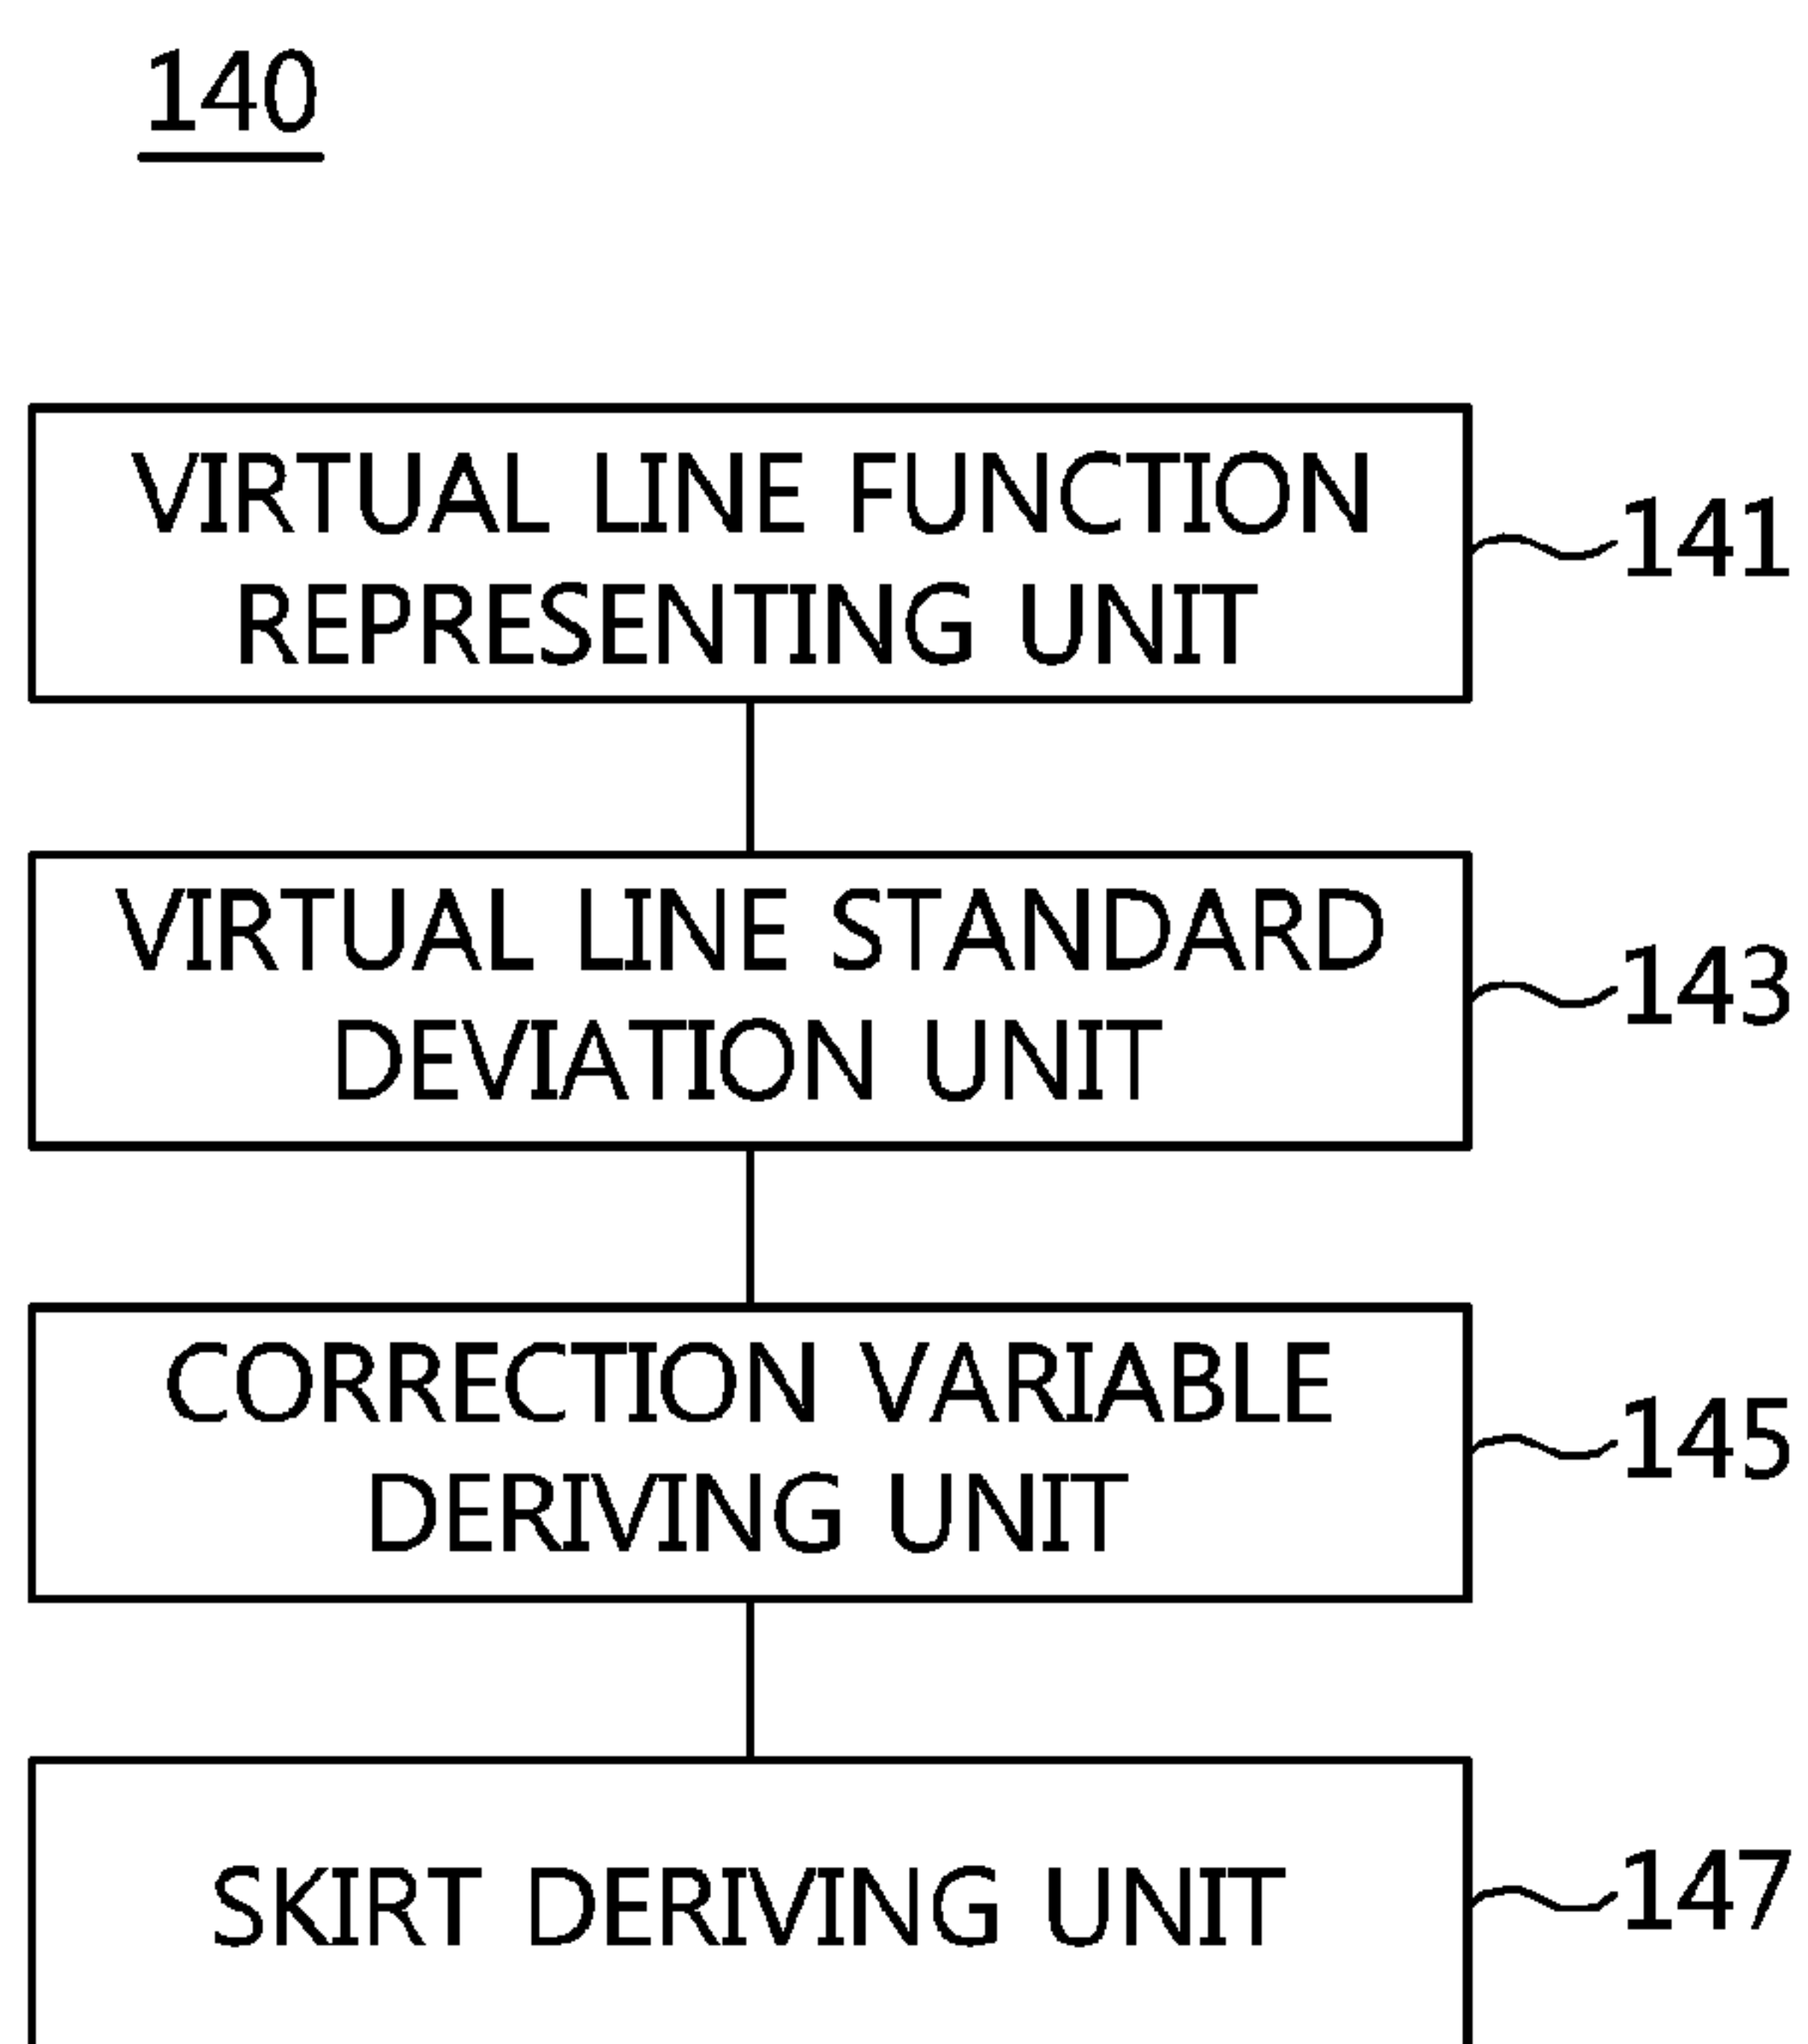 140
VIRTUAL LINE FUNCTION
REPRESENTING UNIT
141
VIRTUAL LINE STANDARD
DEVIATION UNIT
143
CORRECTION VARIABLE
DERIVING UNIT
145
SKIRT DERIVING UNIT
147